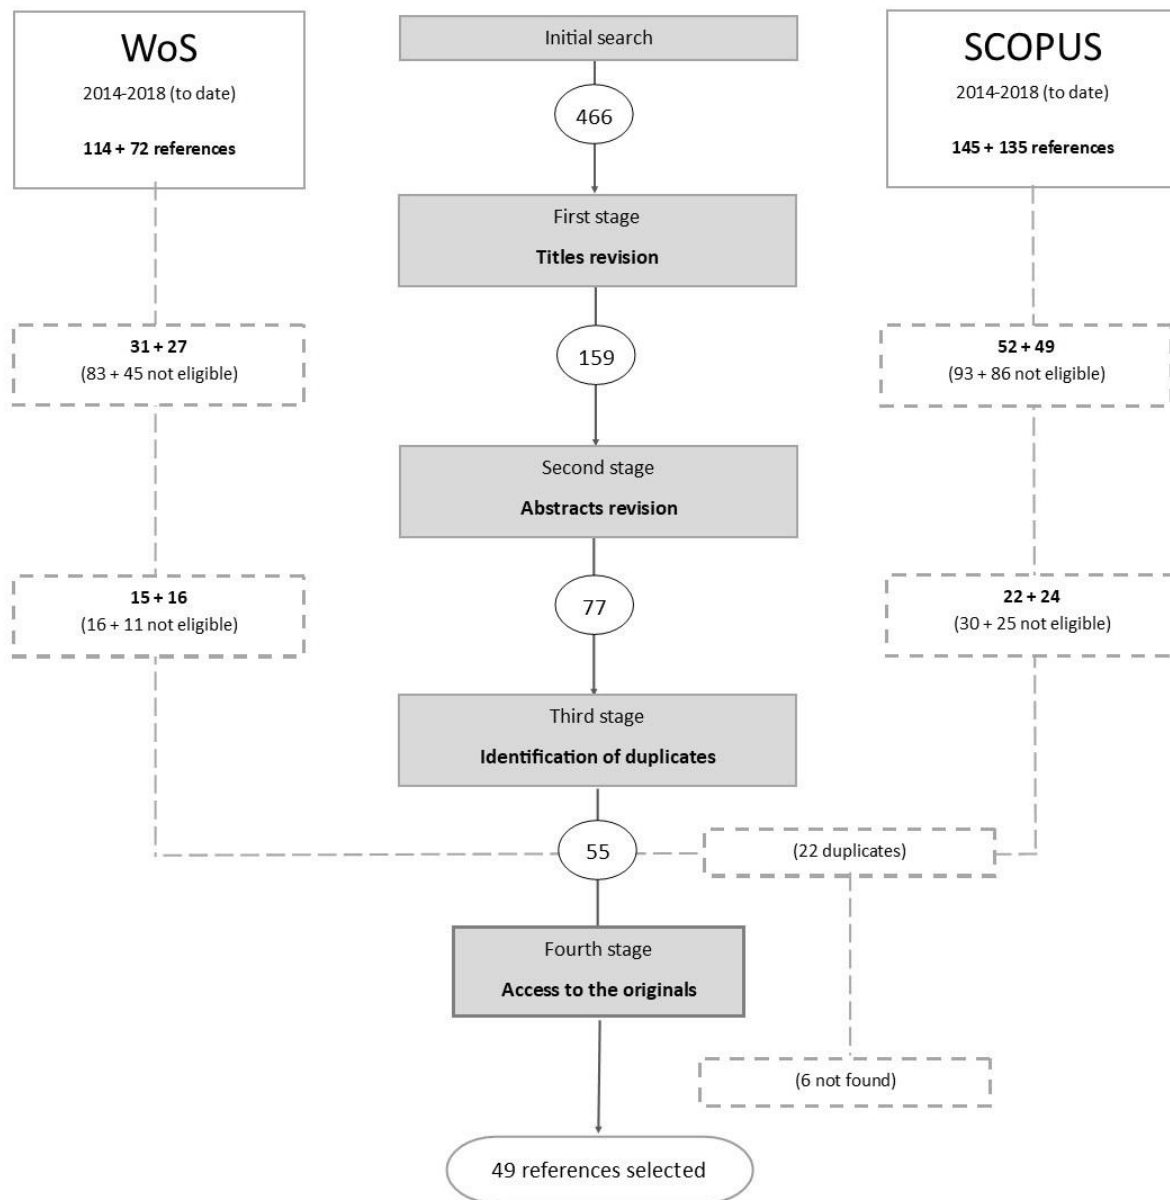 WoS
2014-2018 (to date)
114 + 72 references
Initial search
466
SCOPUS
2014-2018 (to date)
145 + 135 references
First stage
Titles revision
31 + 27
(83 + 45 not eligible)
159
52 + 49
(93 + 86 not eligible)
Second stage
Abstracts revision
15 + 16
(16 + 11 not eligible)
77
22 + 24
(30 + 25 not eligible)
Third stage
Identification of duplicates
55
(22 duplicates)
Fourth stage
Access to the originals
(6 not found)
49 references selected